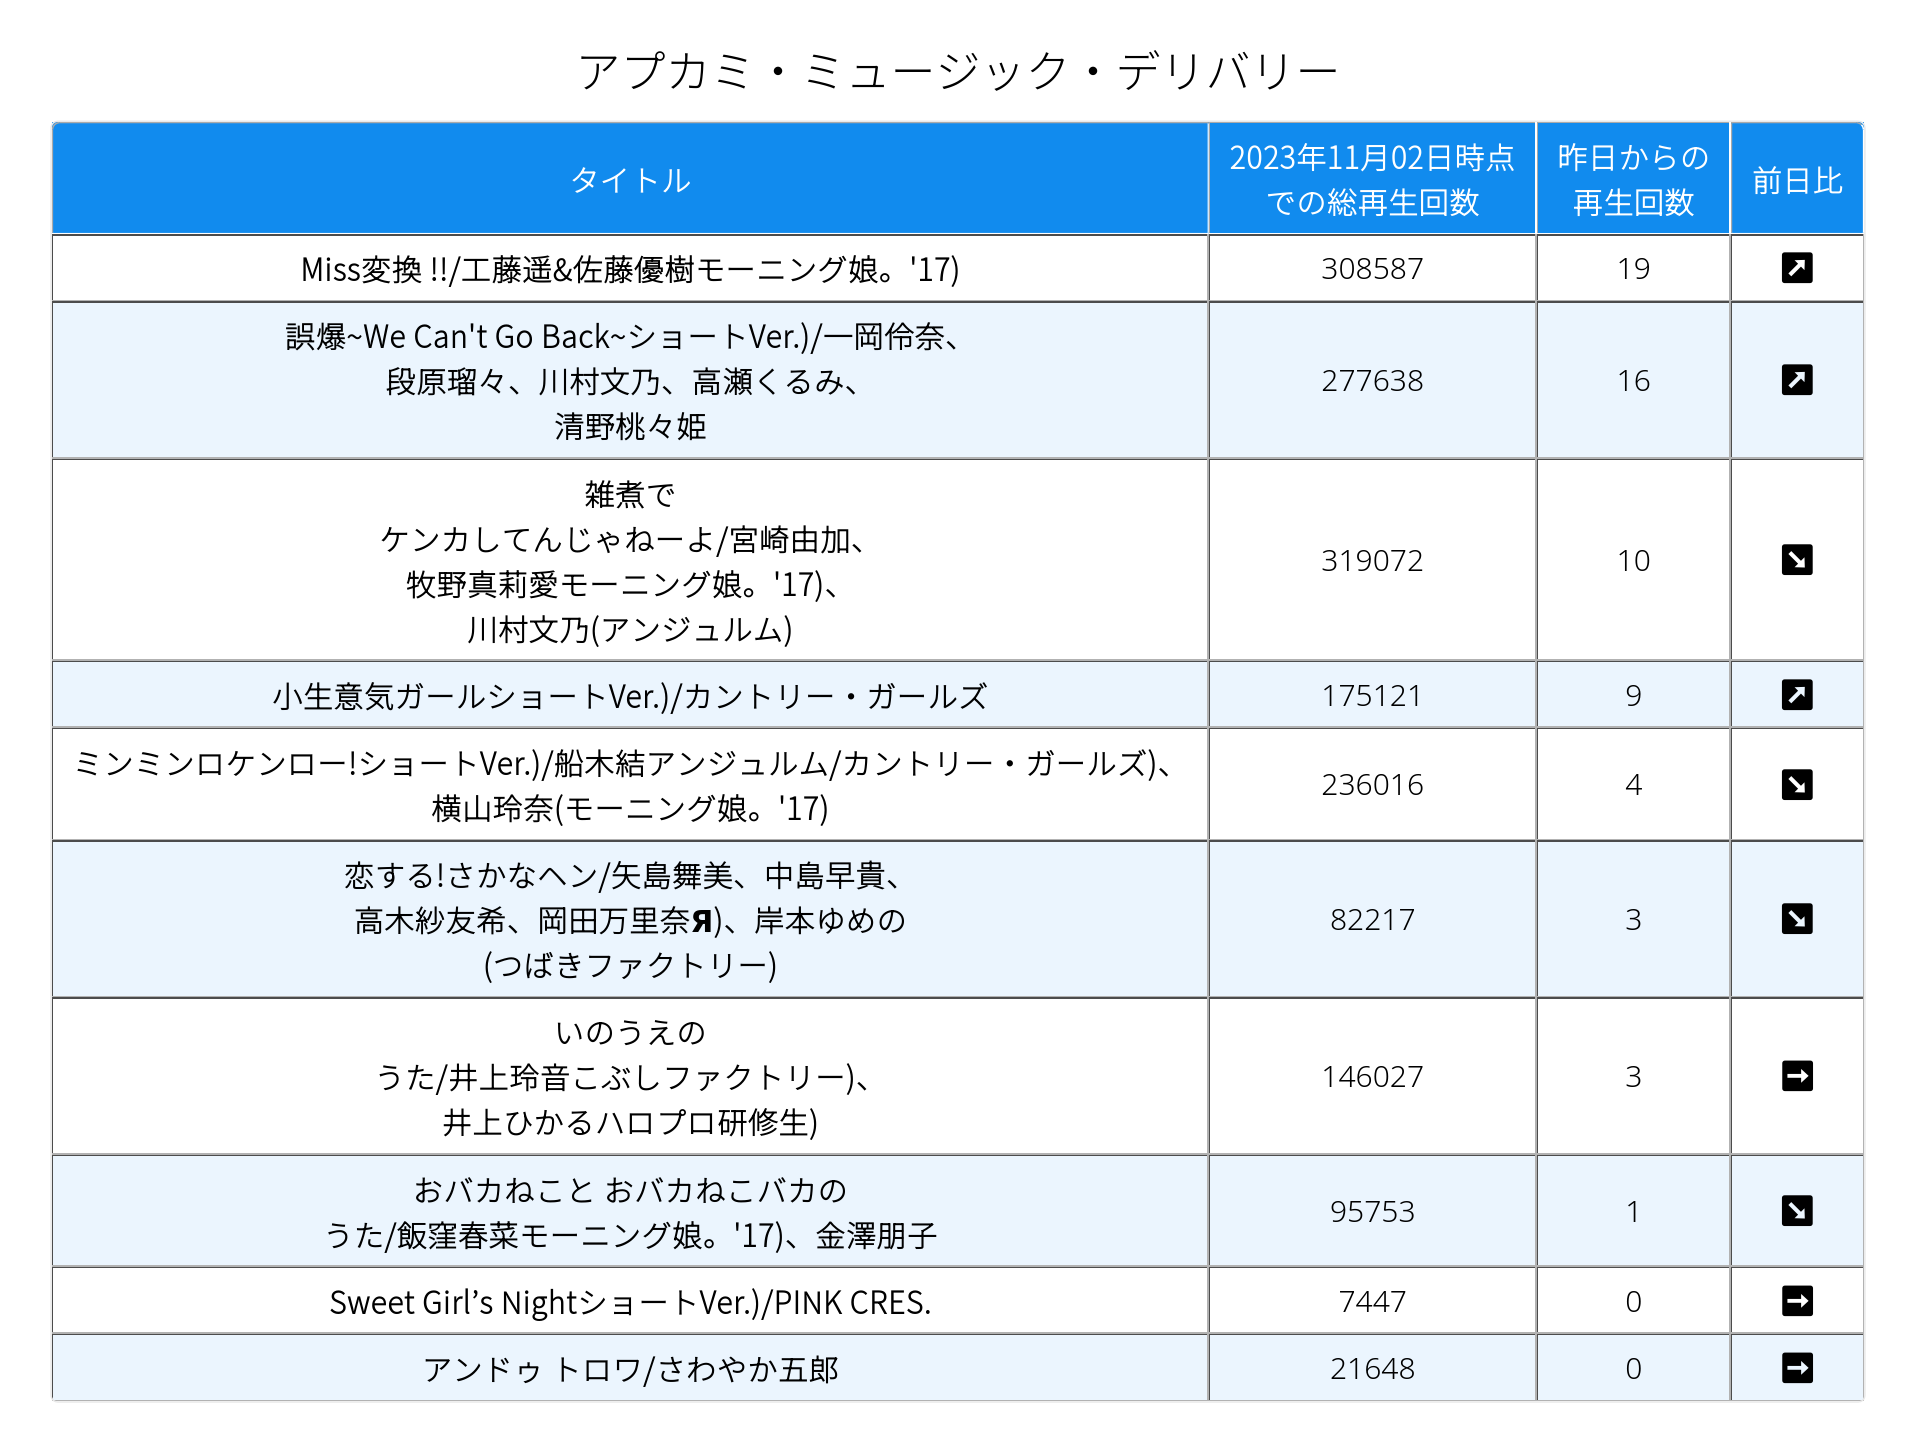 アプカミ・ミュージック・デリバリー
タイトル
2023年11月02日時点
での総再生回数
昨日からの
再生回数
前日比
Miss変換 !!/工藤遥&佐藤優樹モーニング娘。'17)
308587
19
誤爆~We Can't Go Back~ショートVer.)/一岡伶奈、
段原瑠々、川村文乃、高瀬くるみ、
清野桃々姫
277638
16
雑煮で
ケンカしてんじゃねーよ/宮崎由加、
牧野真莉愛モーニング娘。'17)、
川村文乃(アンジュルム)
319072
10
小生意気ガールショートVer.)/カントリー・ガールズ
175121
9
ミンミンロケンロー!ショートVer.)/船木結アンジュルム/カントリー・ガールズ)、
横山玲奈(モーニング娘。'17)
236016
4
恋する!さかなヘン/矢島舞美、中島早貴、
高木紗友希、岡田万里奈Я)、岸本ゆめの
(つばきファクトリー)
82217
3
いのうえの
うた/井上玲音こぶしファクトリー)、
井上ひかるハロプロ研修生)
146027
3
おバカねこと おバカねこバカの
うた/飯窪春菜モーニング娘。'17)、金澤朋子
95753
1
Sweet Girl’s NightショートVer.)/PINK CRES.
7447
0
アンドゥ トロワ/さわやか五郎
21648
0